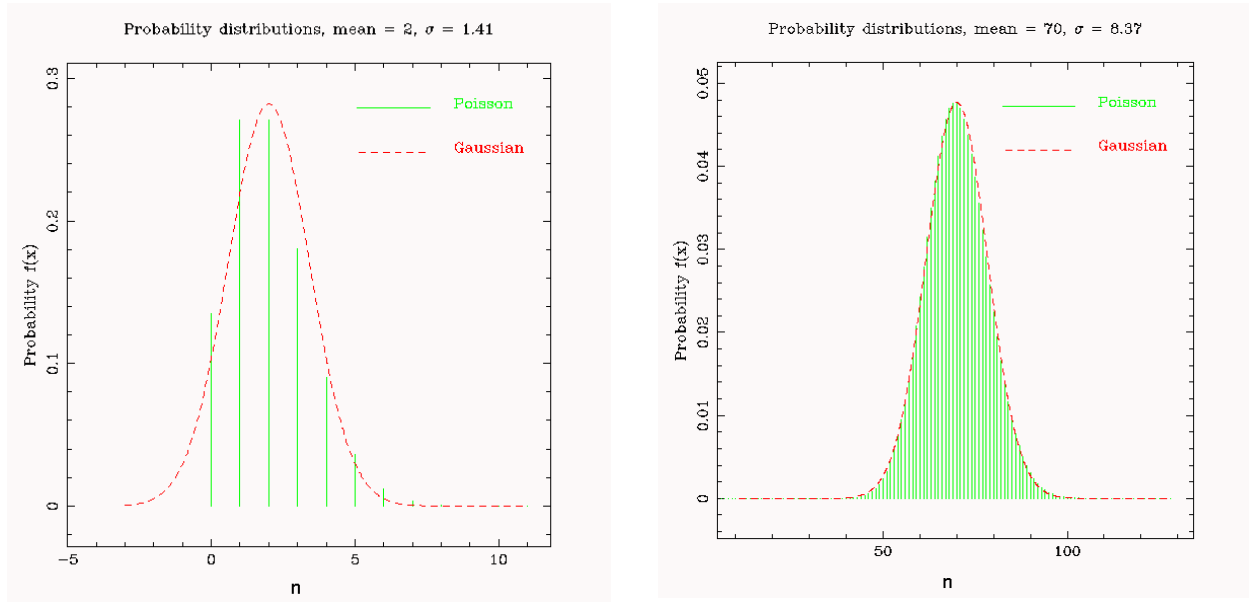 Probability distributions, mean = 2, σ = 1.41
0.3
0.2
0.1
0
Probability f(x)
Poisson
Gaussian
−5 0 5 10
n
Probability distributions, mean = 70, σ = 8.37
0.05
0.04
0.03
0.02
0.01
0
Probability f(x)
Poisson
Gaussian
50 100
n